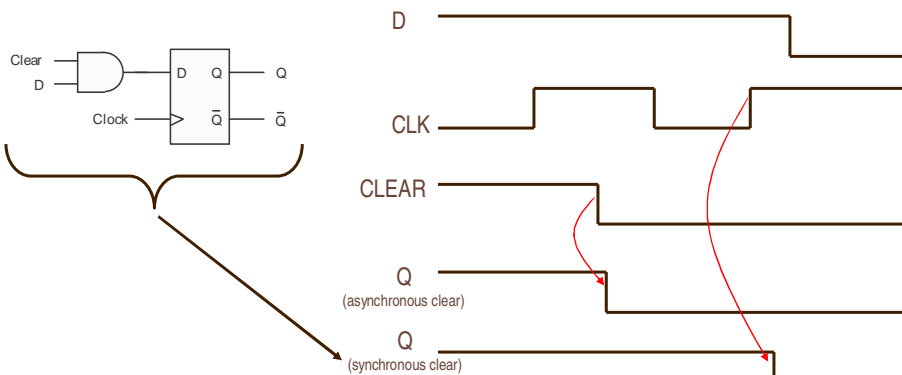 Clear
D
Clock
D Q
Q̅
Q
Q̅
D
CLK
CLEAR
Q
(asynchronous clear)
Q
(synchronous clear)